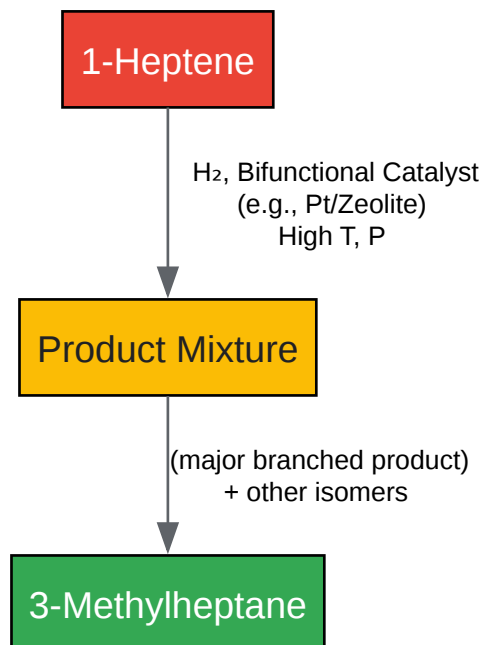 1-Heptene
H₂, Bifunctional Catalyst
(e.g., Pt/Zeolite)
High T, P
Product Mixture
(major branched product)
+ other isomers
3-Methylheptane